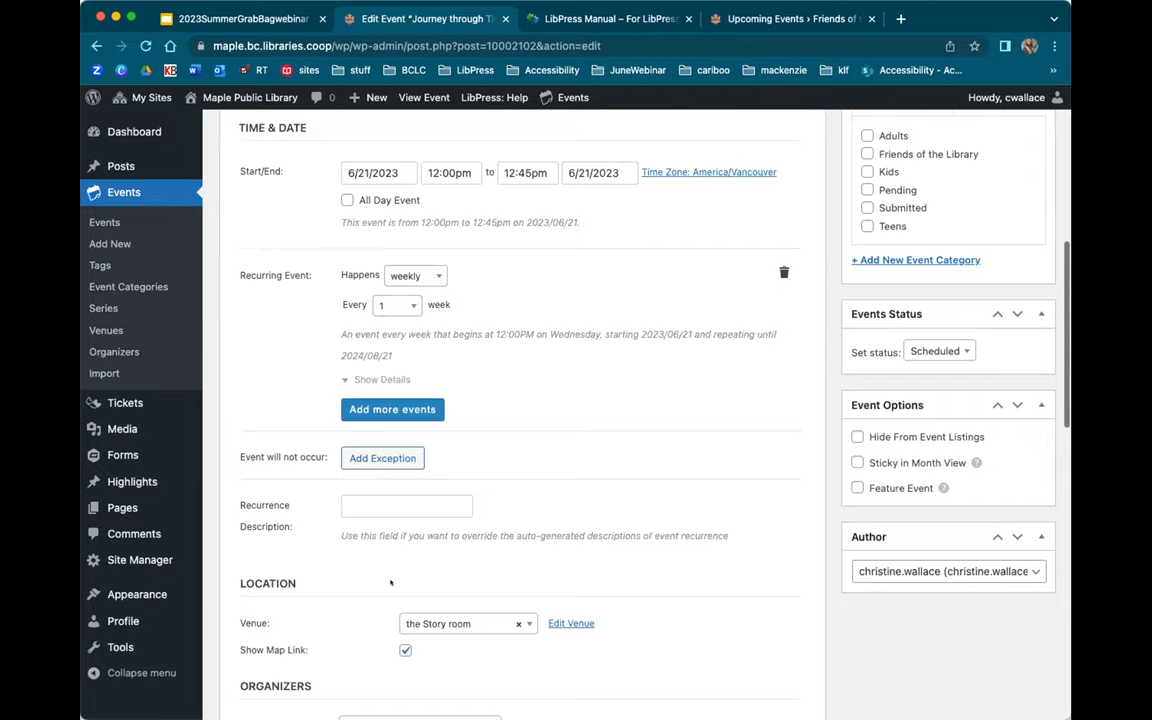 2023SummerGrabBagwebinar ×
Edit Event “Journey through Ti ×
LibPress Manual – For LibPress ×
Upcoming Events › Friends of ×
+
maple.bc.libraries.coop/wp/wp-admin/post.php?post=10002102&action=edit
RT sites stuff BCLC LibPress Accessibility JuneWebinar cariboo mackenzie klf Accessibility - Ac... »
My Sites Maple Public Library 0 + New View Event LibPress: Help Events Howdy, cwallace
Dashboard
Posts
Events
Events
Add New
Tags
Event Categories
Series
Venues
Organizers
Import
Tickets
Media
Forms
Highlights
Pages
Comments
Site Manager
Appearance
Profile
Tools
Collapse menu
TIME & DATE
Start/End: 6/21/2023 12:00pm to 12:45pm 6/21/2023 Time Zone: America/Vancouver
All Day Event
This event is from 12:00pm to 12:45pm on 2023/06/21.
Recurring Event: Happens weekly
Every 1 week
An event every week that begins at 12:00PM on Wednesday, starting 2023/06/21 and repeating until
2024/08/21
Show Details
Add more events
Event will not occur: Add Exception
Recurrence
Description:
Use this field if you want to override the auto-generated descriptions of event recurrence
LOCATION
Venue: the Story room × Edit Venue
Show Map Link:
ORGANIZERS
Adults
Friends of the Library
Kids
Pending
Submitted
Teens
+ Add New Event Category
Events Status
Set status: Scheduled
Event Options
Hide From Event Listings
Sticky in Month View ?
Feature Event ?
Author
christine.wallace (christine.wallace